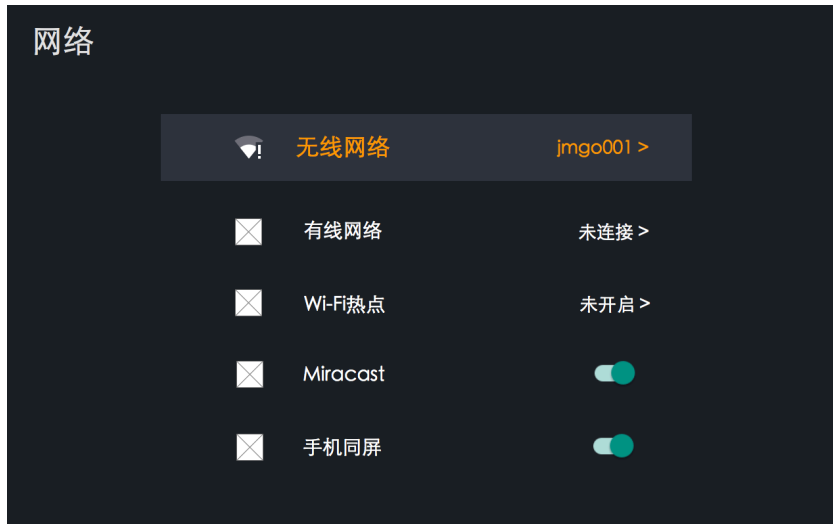 网络
无线网络 jmgo001 >
有线网络 未连接 >
Wi-Fi热点 未开启 >
Miracast
手机同屏